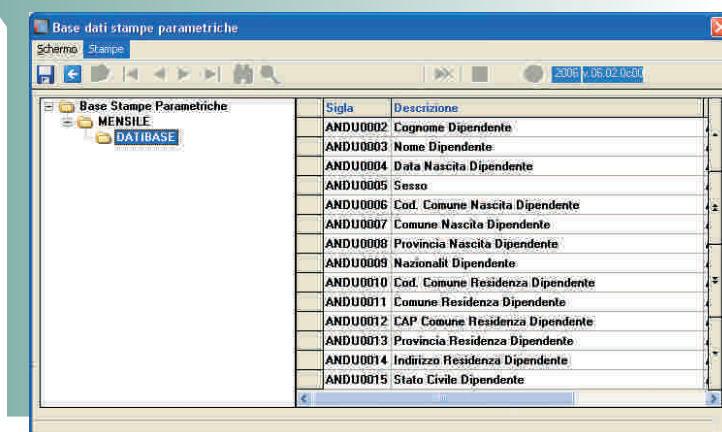 Base dati stampe parametriche
Schermo Stampe
2006 v.06.02.0c00
Base Stampe Parametriche
MENSILE
DATIBASE
Sigla Descrizione
ANDU0002 Cognome Dipendente
ANDU0003 Nome Dipendente
ANDU0004 Data Nascita Dipendente
ANDU0005 Sesso
ANDU0006 Cod. Comune Nascita Dipendente
ANDU0007 Comune Nascita Dipendente
ANDU0008 Provincia Nascita Dipendente
ANDU0009 Nazionalit Dipendente
ANDU0010 Cod. Comune Residenza Dipendente
ANDU0011 Comune Residenza Dipendente
ANDU0012 CAP Comune Residenza Dipendente
ANDU0013 Provincia Residenza Dipendente
ANDU0014 Indirizzo Residenza Dipendente
ANDU0015 Stato Civile Dipendente